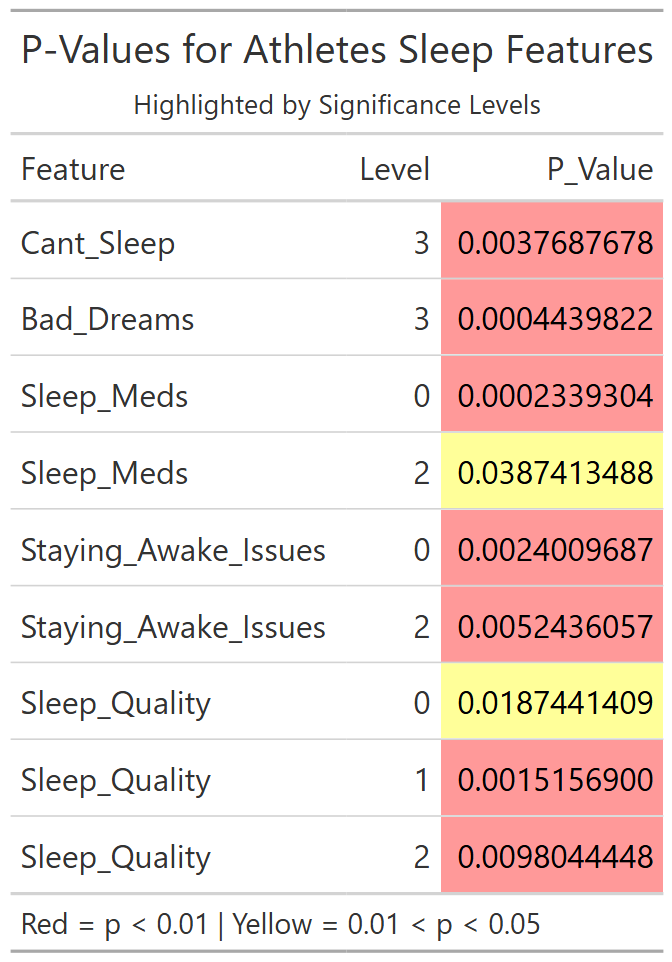 P-Values for Athletes Sleep Features
Highlighted by Significance Levels
Feature Level P_Value
Cant_Sleep 3 0.0037687678
Bad_Dreams 3 0.0004439822
Sleep_Meds 0 0.0002339304
Sleep_Meds 2 0.0387413488
Staying_Awake_Issues 0 0.0024009687
Staying_Awake_Issues 2 0.0052436057
Sleep_Quality 0 0.0187441409
Sleep_Quality 1 0.0015156900
Sleep_Quality 2 0.0098044448
Red = p < 0.01 | Yellow = 0.01 < p < 0.05